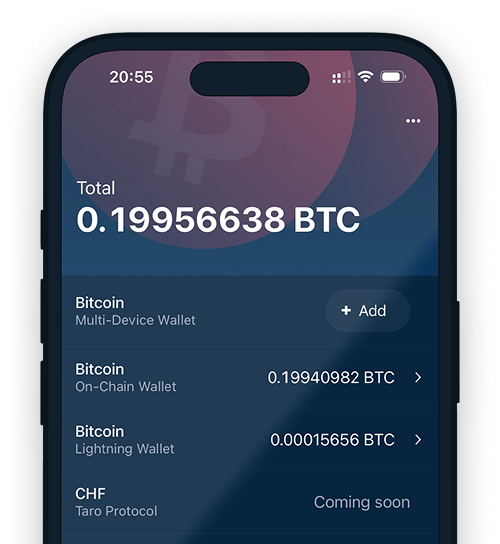 20:55
Total
0.19956638 BTC
Bitcoin
Multi-Device Wallet
+ Add
Bitcoin
On-Chain Wallet
0.19940982 BTC
Bitcoin
Lightning Wallet
0.00015656 BTC
CHF
Taro Protocol
Coming soon